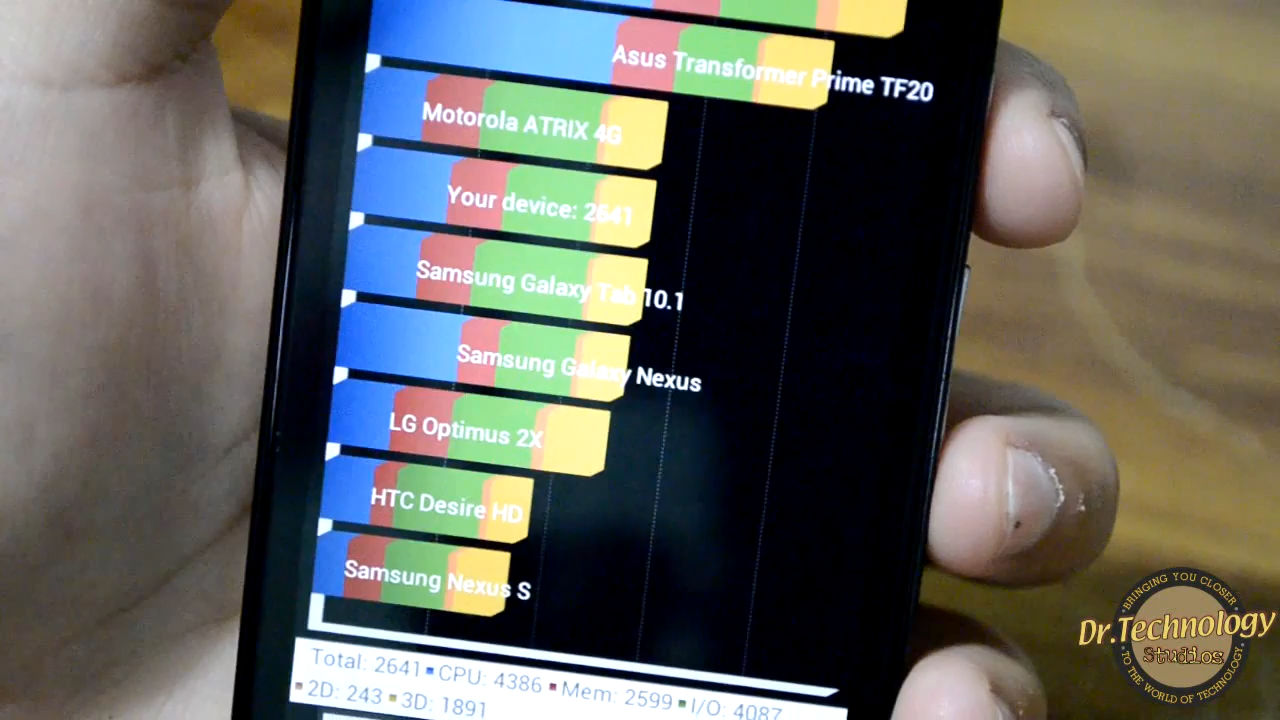 Asus Transformer Prime TF20
Motorola ATRIX 4G
Your device: 2641
Samsung Galaxy Tab 10.1
Samsung Galaxy Nexus
LG Optimus 2X
HTC Desire HD
Samsung Nexus S
Total: 2641 CPU: 4386 Mem: 2599 I/O: 4087
2D: 243 3D: 1891
BRINGING YOU CLOSER
Dr.Technology
Studios
TO THE WORLD OF TECHNOLOGY